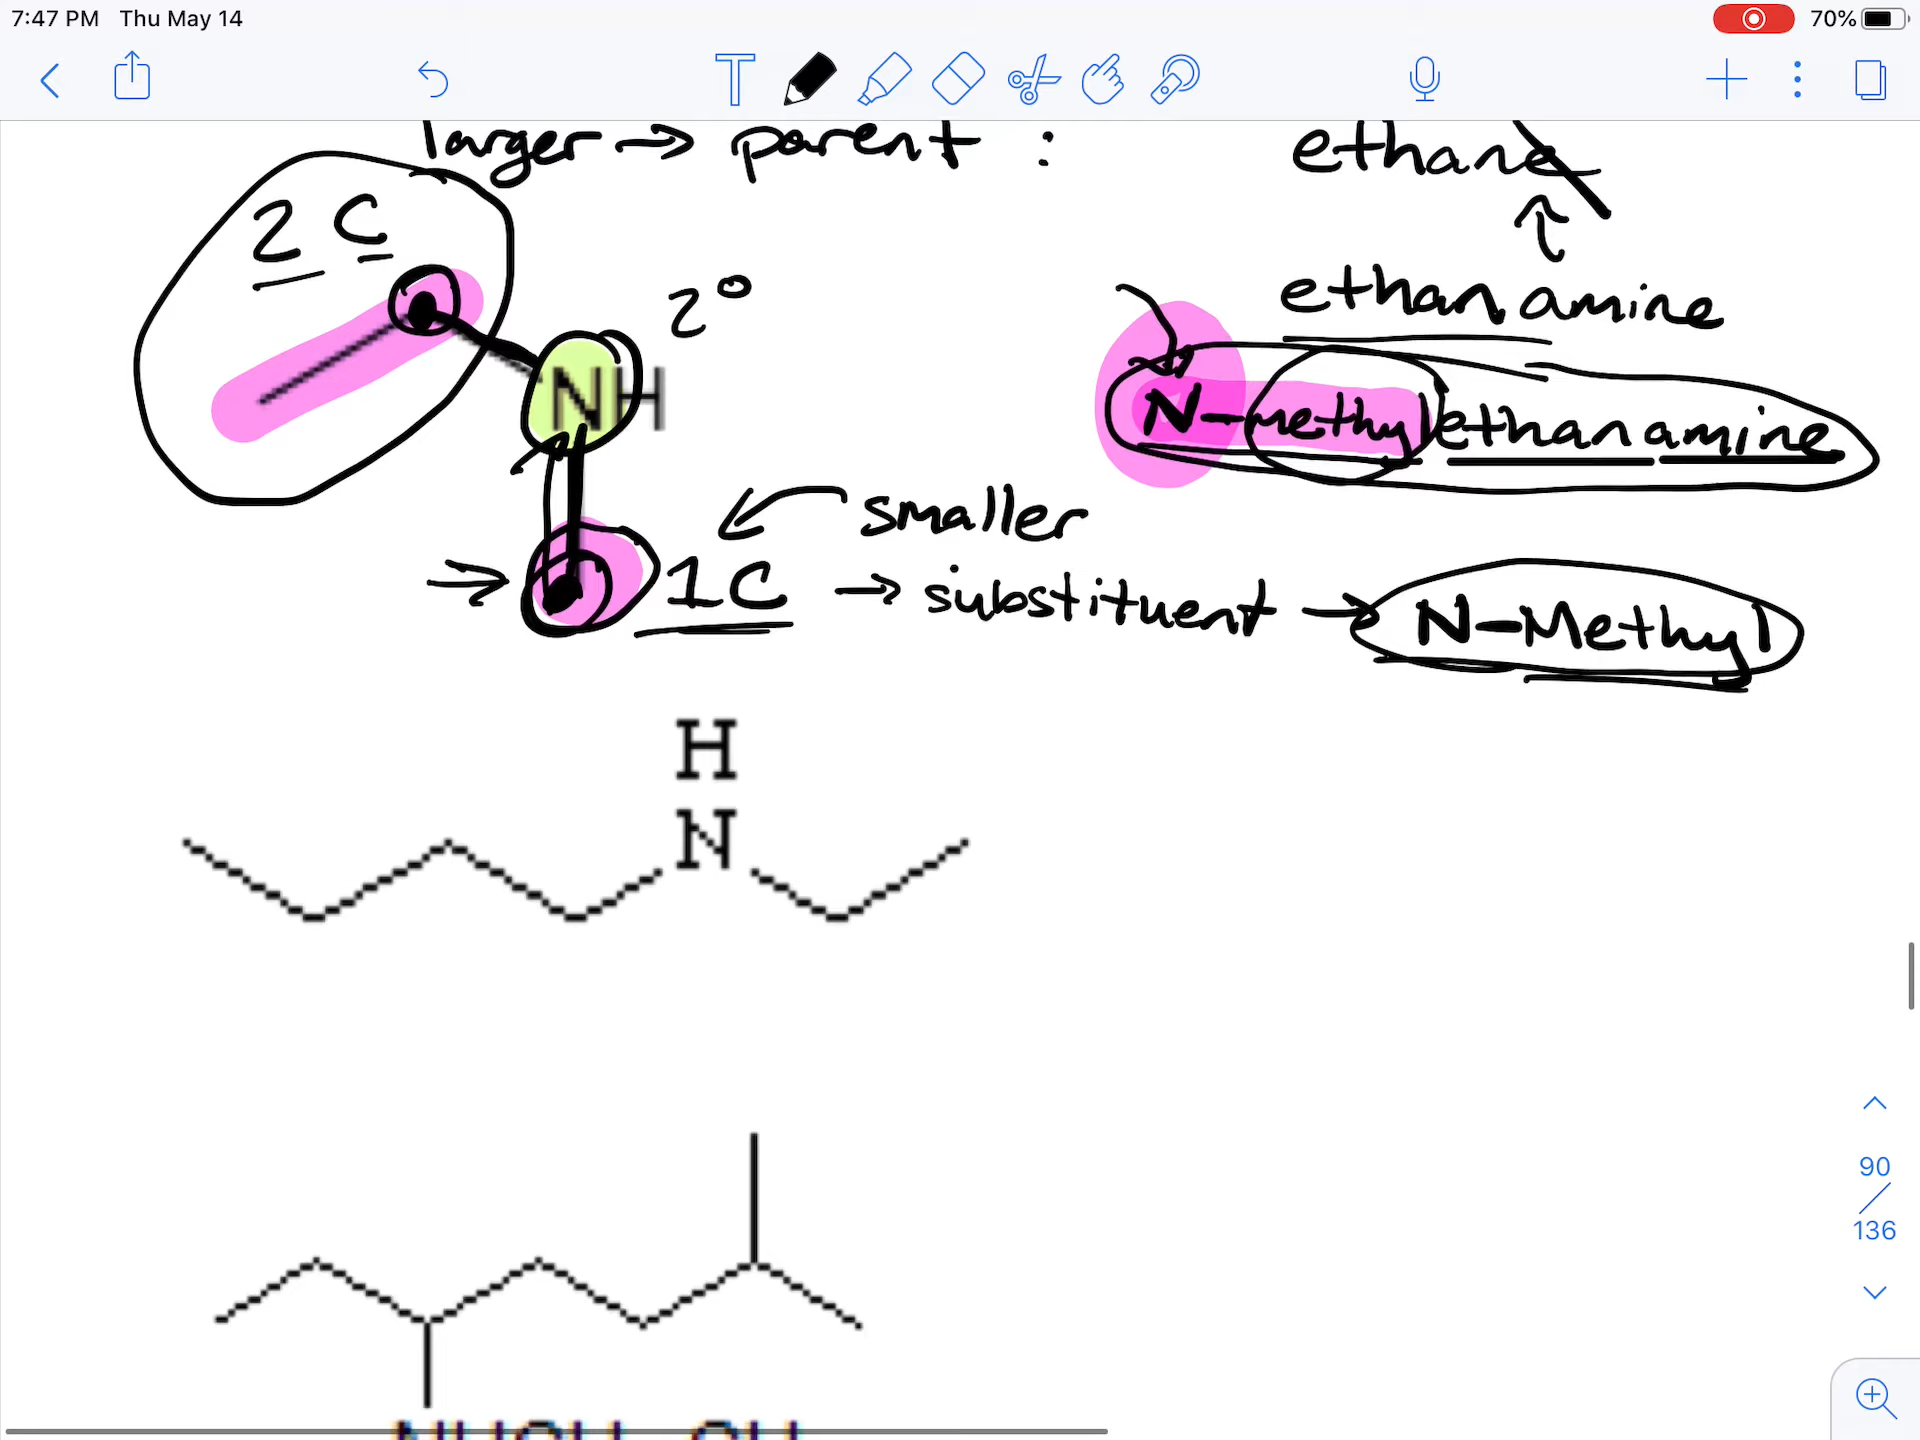 7:47 PM Thu May 14
70%
larger → parent : ethane
2 C
ethanamine
2°
NH
N-methylethanamine
smaller
1C → substituent → N-Methyl
H
N
90
136